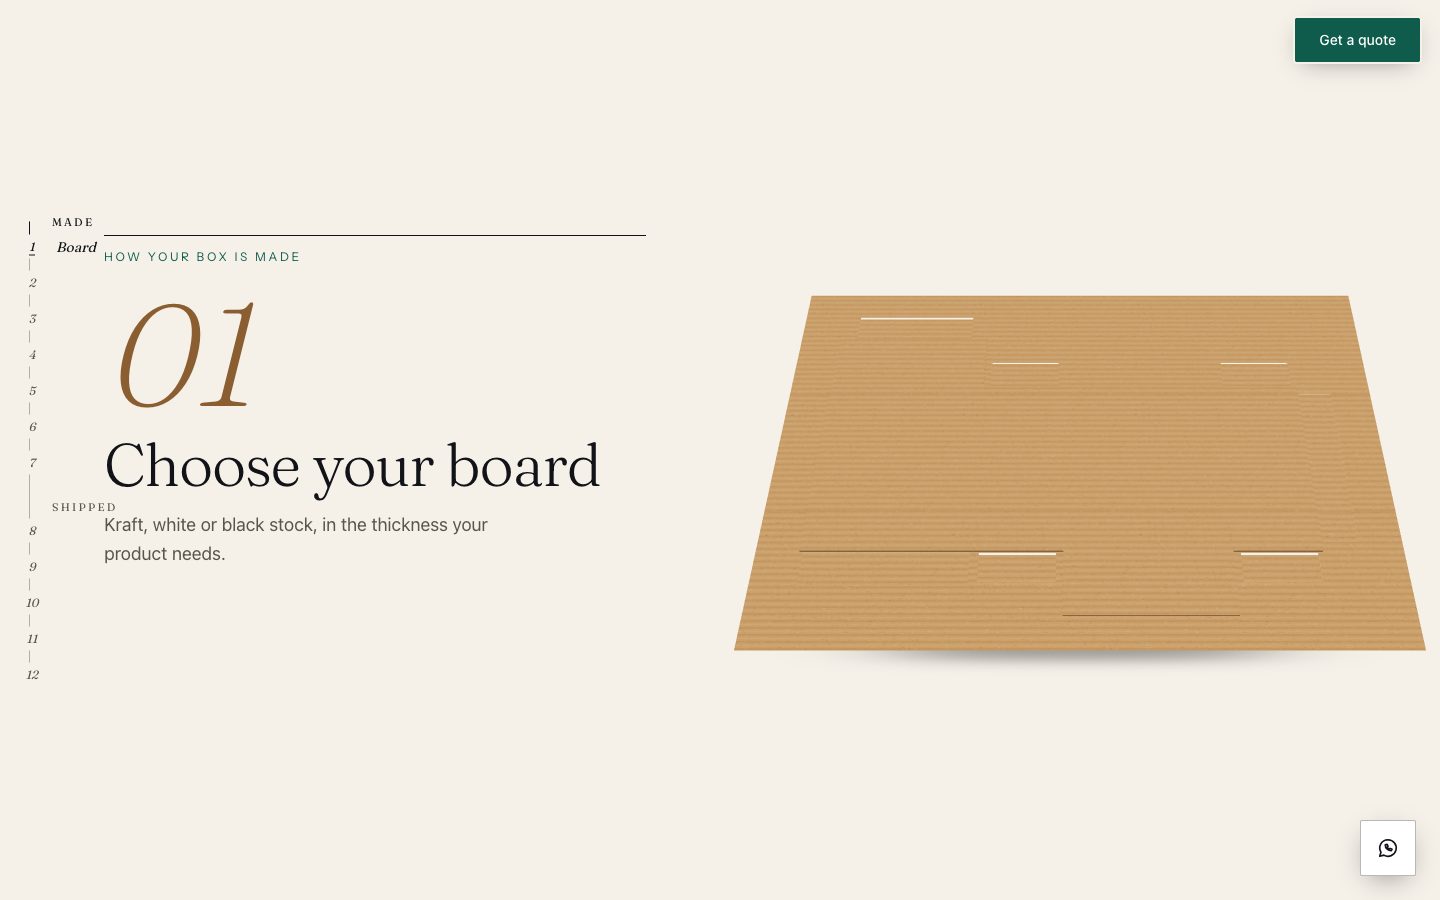 Get a quote
MADE
1 Board
HOW YOUR BOX IS MADE
2
01
3
4
5
6
7
Choose your board
SHIPPED
Kraft, white or black stock, in the thickness your
product needs.
8
9
10
11
12